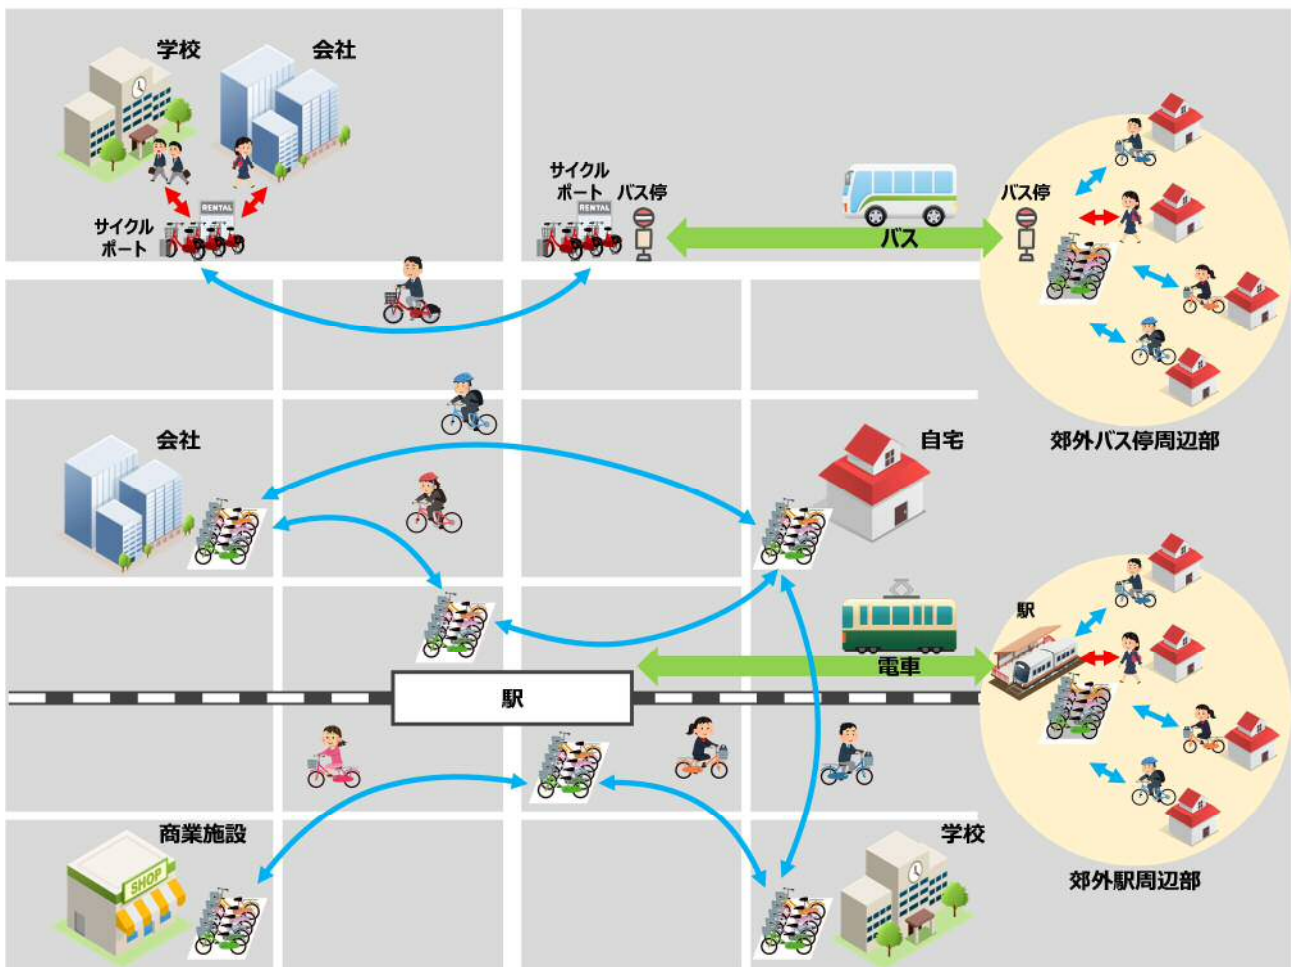 学校
会社
RENTAL
サイクル
ポート
サイクル
ポート
バス停
RENTAL
バス
バス停
郊外バス停周辺部
会社
自宅
電車
駅
駅
商業施設
SHOP
学校
郊外駅周辺部